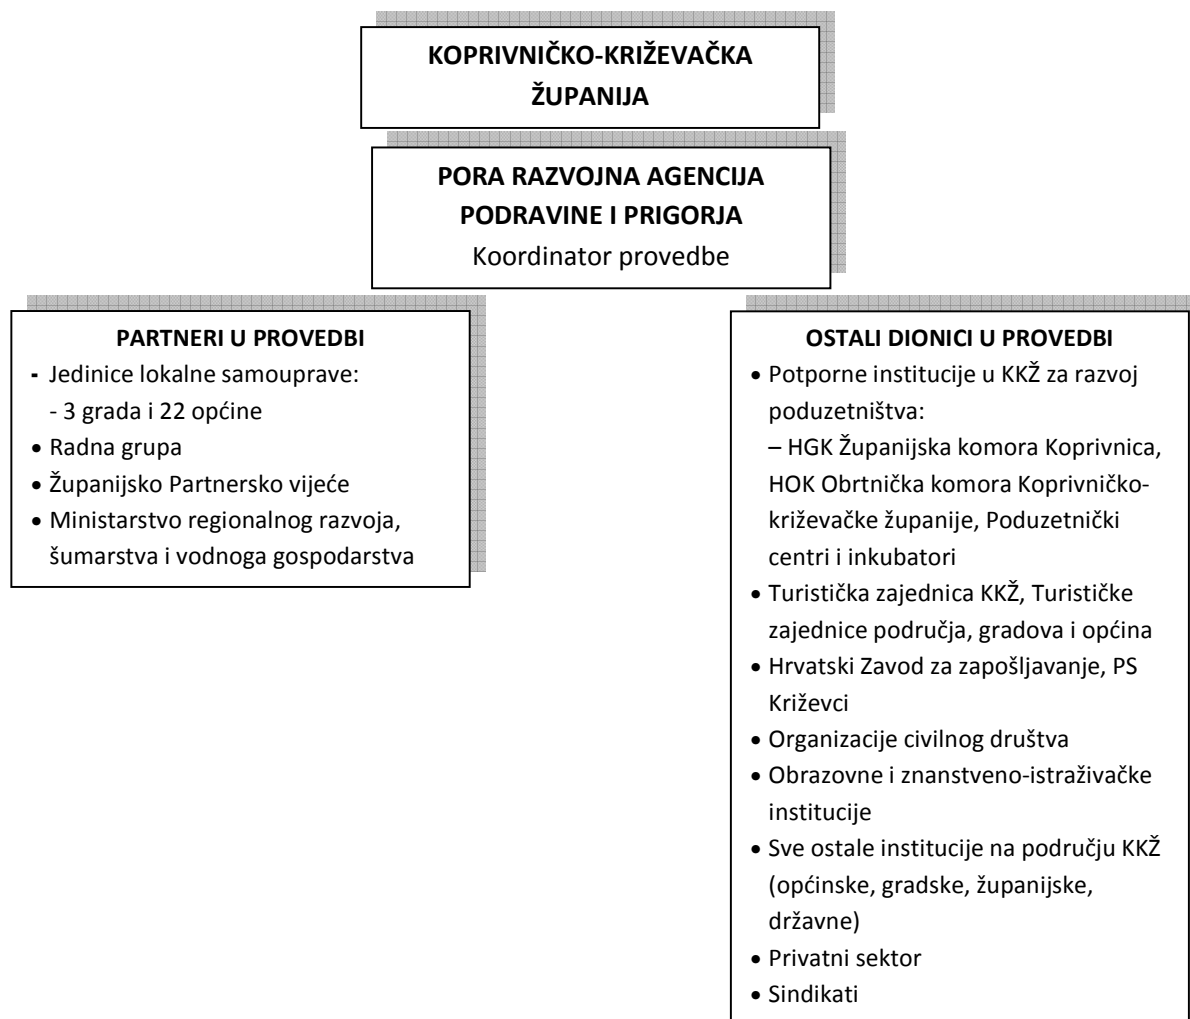 KOPRIVNIČKO-KRIŽEVAČKA
ŽUPANIJA
PORA RAZVOJNA AGENCIJA
PODRAVINE I PRIGORJA
Koordinator provedbe
PARTNERI U PROVEDBI
- Jedinice lokalne samouprave:
- 3 grada i 22 općine
• Radna grupa
• Županijsko Partnersko vijeće
• Ministarstvo regionalnog razvoja,
šumarstva i vodnoga gospodarstva
OSTALI DIONICI U PROVEDBI
• Potporne institucije u KKŽ za razvoj
poduzetništva:
– HGK Županijska komora Koprivnica,
HOK Obrtnička komora Koprivničko-
križevačke županije, Poduzetnički
centri i inkubatori
• Turistička zajednica KKŽ, Turističke
zajednice područja, gradova i općina
• Hrvatski Zavod za zapošljavanje, PS
Križevci
• Organizacije civilnog društva
• Obrazovne i znanstveno-istraživačke
institucije
• Sve ostale institucije na području KKŽ
(općinske, gradske, županijske,
državne)
• Privatni sektor
• Sindikati